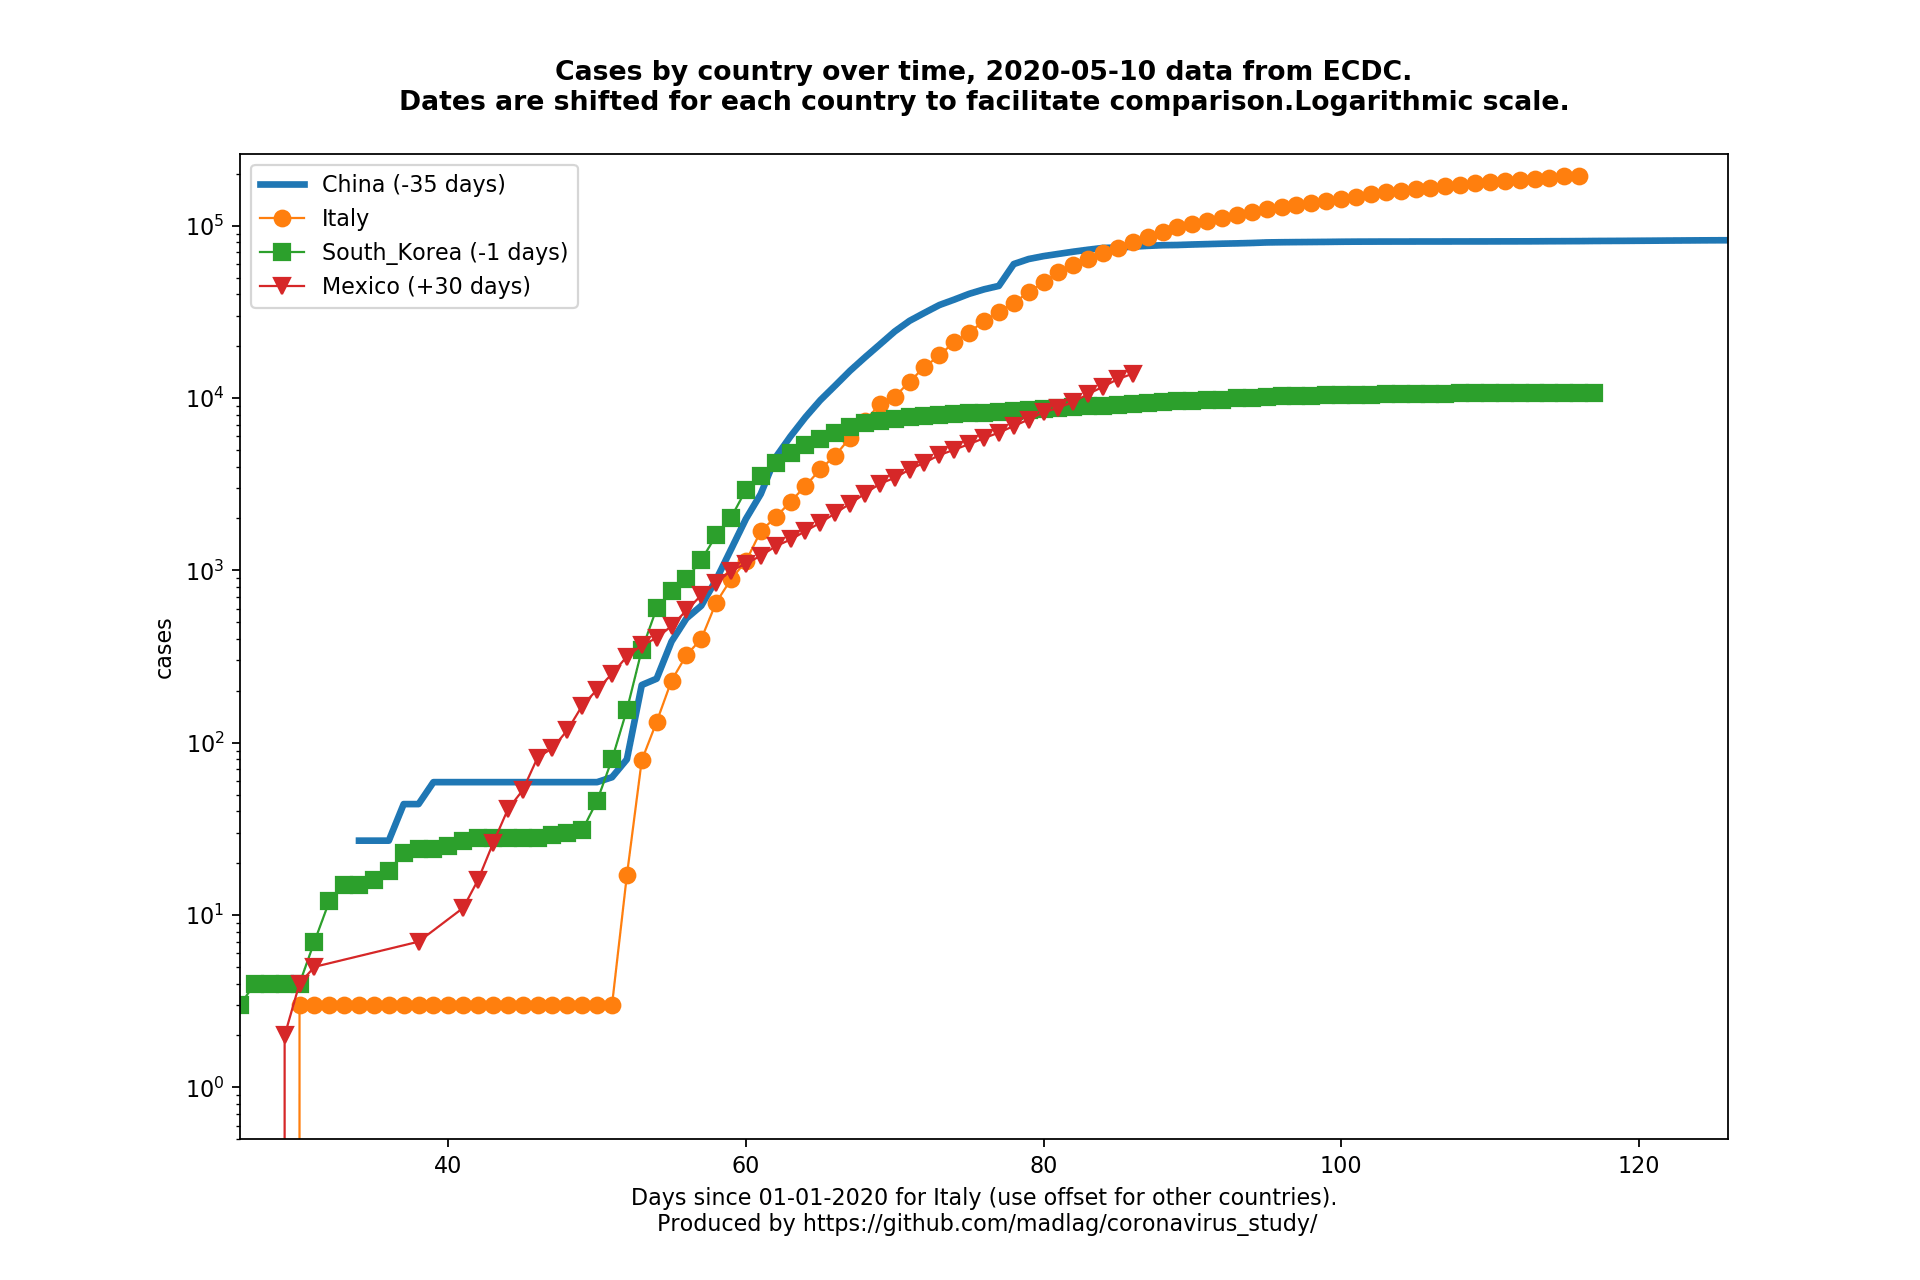 Cases by country over time, 2020-05-10 data from ECDC.
Dates are shifted for each country to facilitate comparison.Logarithmic scale.
China (-35 days)
Italy
South_Korea (-1 days)
Mexico (+30 days)
10⁵
10⁴
10³
10²
10¹
10⁰
cases
40 60 80 100 120
Days since 01-01-2020 for Italy (use offset for other countries).
Produced by https://github.com/madlag/coronavirus_study/